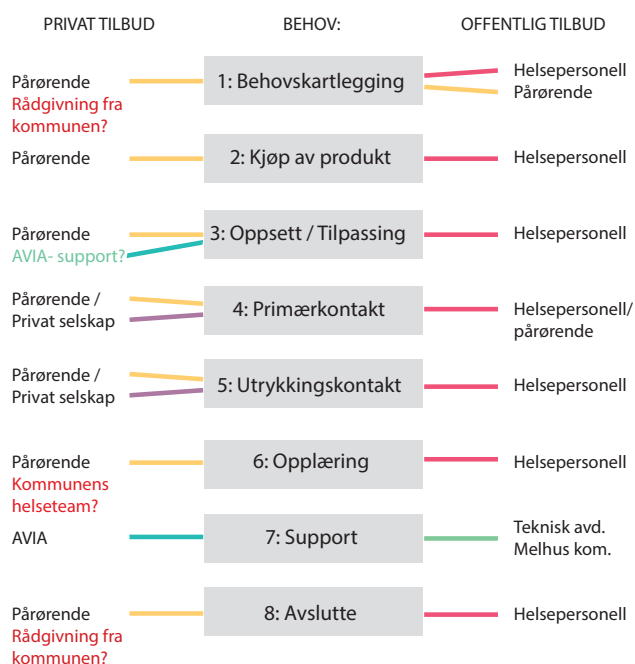 PRIVAT TILBUD
BEHOV:
OFFENTLIG TILBUD
Pårørende
Rådgivning fra
kommunen?
1: Behovskartlegging
Helsepersonell
Pårørende
Pårørende
2: Kjøp av produkt
Helsepersonell
Pårørende
AVIA- support?
3: Oppsett / Tilpassing
Helsepersonell
Pårørende /
Privat selskap
4: Primærkontakt
Helsepersonell/
pårørende
Pårørende /
Privat selskap
5: Utrykkingskontakt
Helsepersonell
Pårørende
Kommunens
helseteam?
6: Opplæring
Helsepersonell
AVIA
7: Support
Teknisk avd.
Melhus kom.
Pårørende
Rådgivning fra
kommunen?
8: Avslutte
Helsepersonell